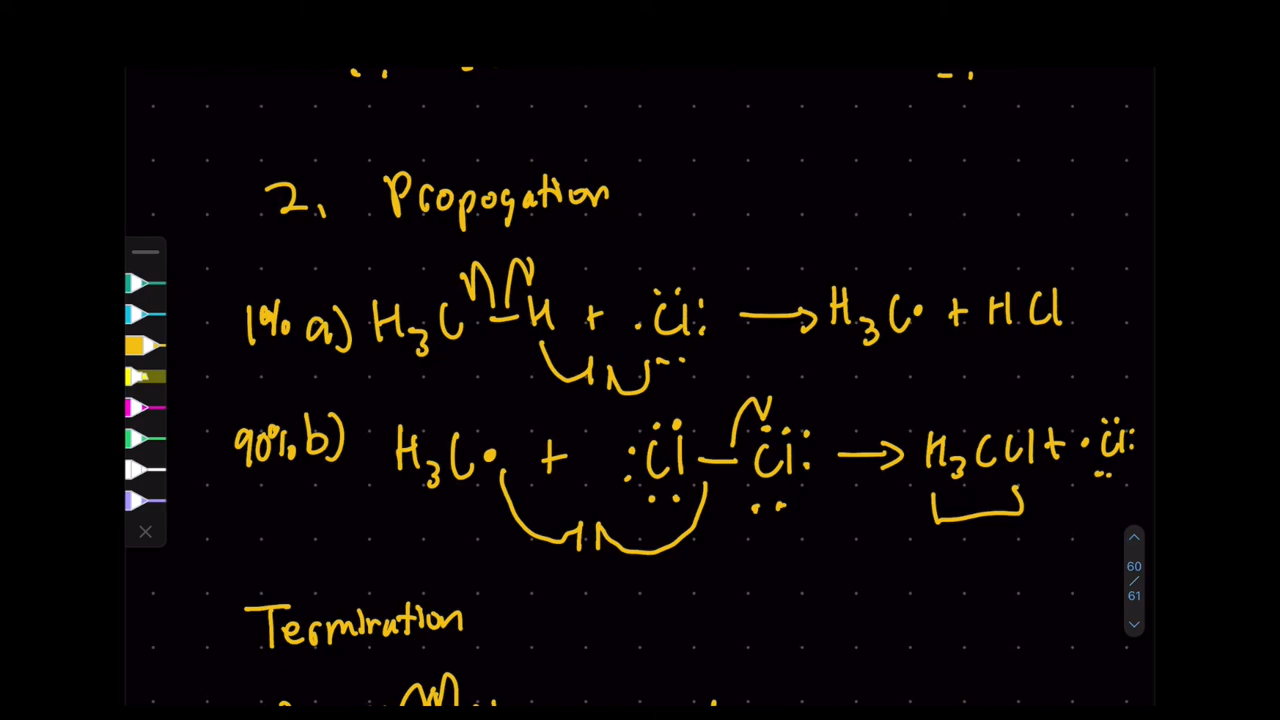 2. Propogation
1% a) H3C–H + ·Cl: ⟶ H3C· + HCl
90% b) H3C· + :Cl–Cl: ⟶ H3CCl + ·Cl:
60
/
61
Termination